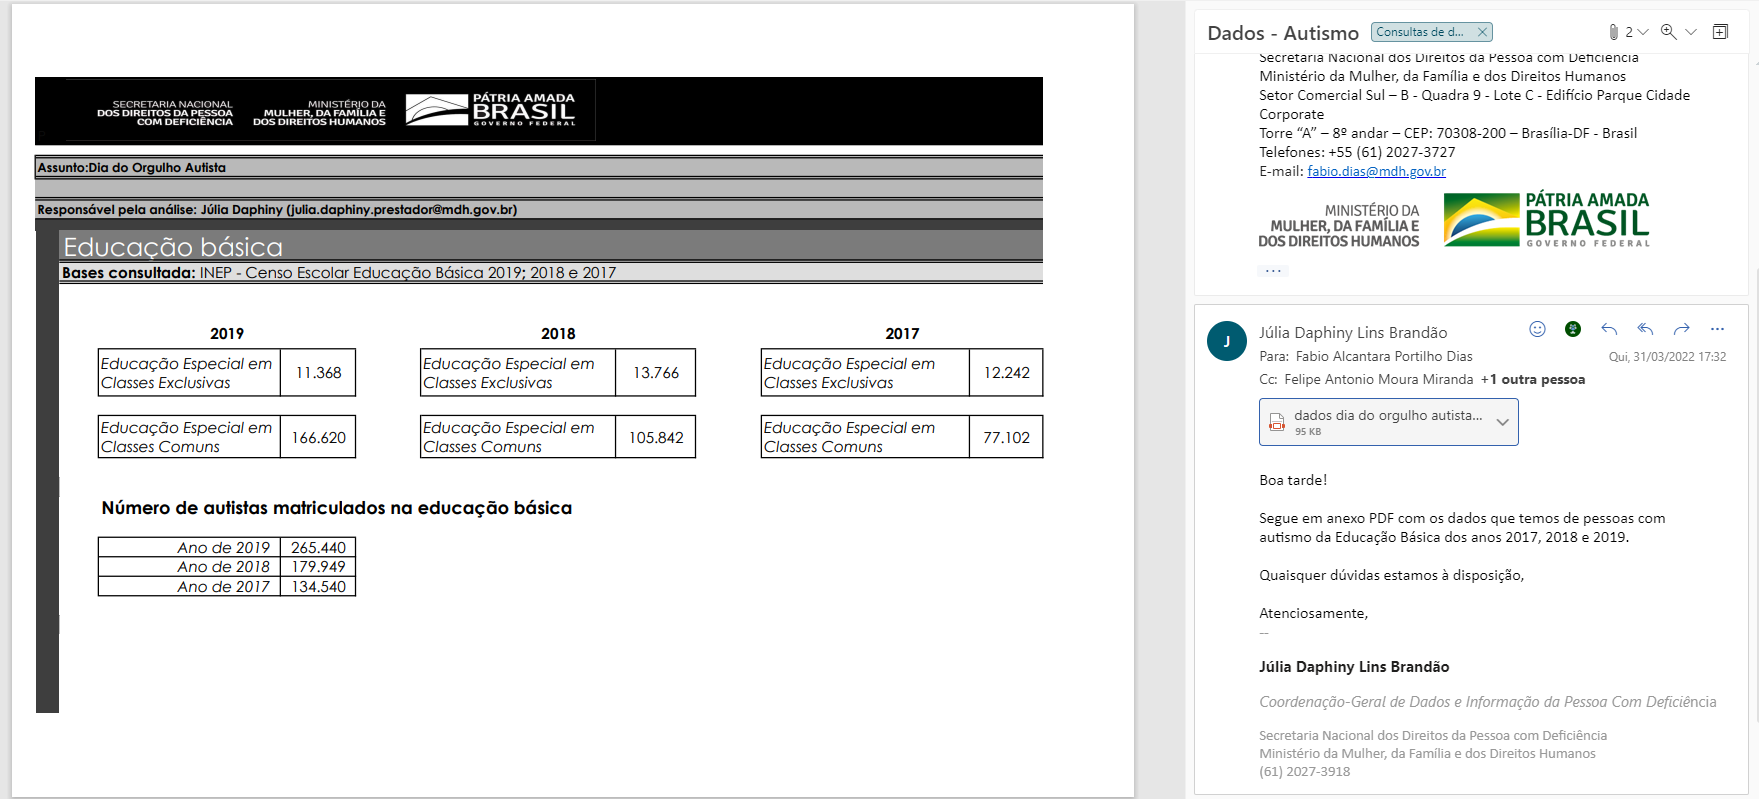 SECRETARIA NACIONAL
DOS DIREITOS DA PESSOA
COM DEFICIÊNCIA
MINISTÉRIO DA
MULHER, DA FAMÍLIA E
DOS DIREITOS HUMANOS
PÁTRIA AMADA
BRASIL
GOVERNO FEDERAL
Assunto:Dia do Orgulho Autista
Responsável pela análise: Júlia Daphiny (julia.daphiny.prestador@mdh.gov.br)
Educação básica
Bases consultada: INEP - Censo Escolar Educação Básica 2019; 2018 e 2017
2019
Educação Especial em
Classes Exclusivas
11.368
Educação Especial em
Classes Comuns
166.620
2018
Educação Especial em
Classes Exclusivas
13.766
Educação Especial em
Classes Comuns
105.842
2017
Educação Especial em
Classes Exclusivas
12.242
Educação Especial em
Classes Comuns
77.102
Número de autistas matriculados na educação básica
Ano de 2019 265.440
Ano de 2018 179.949
Ano de 2017 134.540
Dados - Autismo
Consultas de d...
2
Secretaria Nacional dos Direitos da Pessoa com Deficiência
Ministério da Mulher, da Família e dos Direitos Humanos
Setor Comercial Sul – B - Quadra 9 - Lote C - Edifício Parque Cidade
Corporate
Torre “A” – 8º andar – CEP: 70308-200 – Brasília-DF - Brasil
Telefones: +55 (61) 2027-3727
E-mail: fabio.dias@mdh.gov.br
MINISTÉRIO DA
MULHER, DA FAMÍLIA E
DOS DIREITOS HUMANOS
PÁTRIA AMADA
BRASIL
GOVERNO FEDERAL
...
J
Júlia Daphiny Lins Brandão
Para: Fabio Alcantara Portilho Dias
Qui, 31/03/2022 17:32
Cc: Felipe Antonio Moura Miranda +1 outra pessoa
dados dia do orgulho autista...
95 KB
Boa tarde!
Segue em anexo PDF com os dados que temos de pessoas com
autismo da Educação Básica dos anos 2017, 2018 e 2019.
Quaisquer dúvidas estamos à disposição,
Atenciosamente,
--
Júlia Daphiny Lins Brandão
Coordenação-Geral de Dados e Informação da Pessoa Com Deficiência
Secretaria Nacional dos Direitos da Pessoa com Deficiência
Ministério da Mulher, da Família e dos Direitos Humanos
(61) 2027-3918